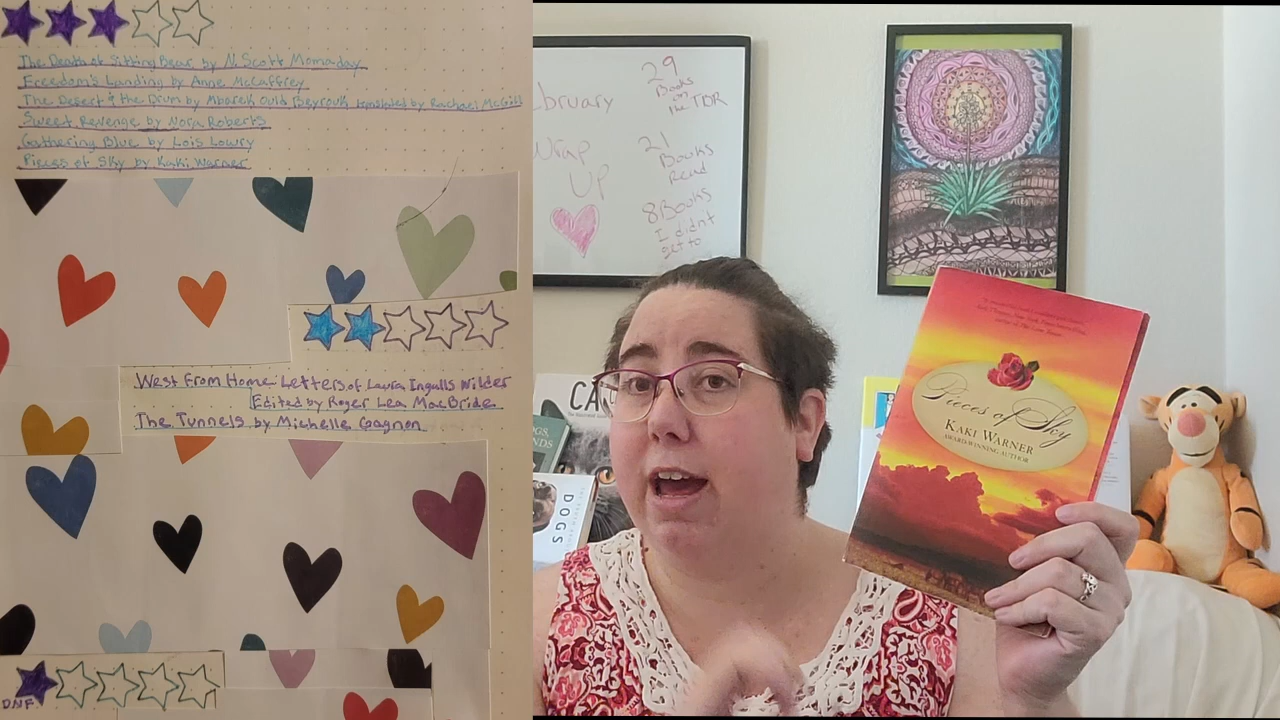 The Death of Sitting Bear by N. Scott Momaday
Freedom's Landing by Anne McCaffrey
The Desert & the Drum by Mbarek Ould Beyrouk translated by Rachael McGill
Sweet Revenge by Nora Roberts
Gathering Blue by Lois Lowry
Pieces of Sky by Kaki Warner
West From Home: Letters of Laura Ingalls Wilder
Edited by Roger Lea MacBride
The Tunnels by Michelle Gagnon
DNF
bruary
Wrap
UP
29
Books
on
the TBR
21
Books
Read
8 Books
I didn't
get to
CA
DOGS
Pieces of Sky
KAKI WARNER
AWARD-WINNING AUTHOR